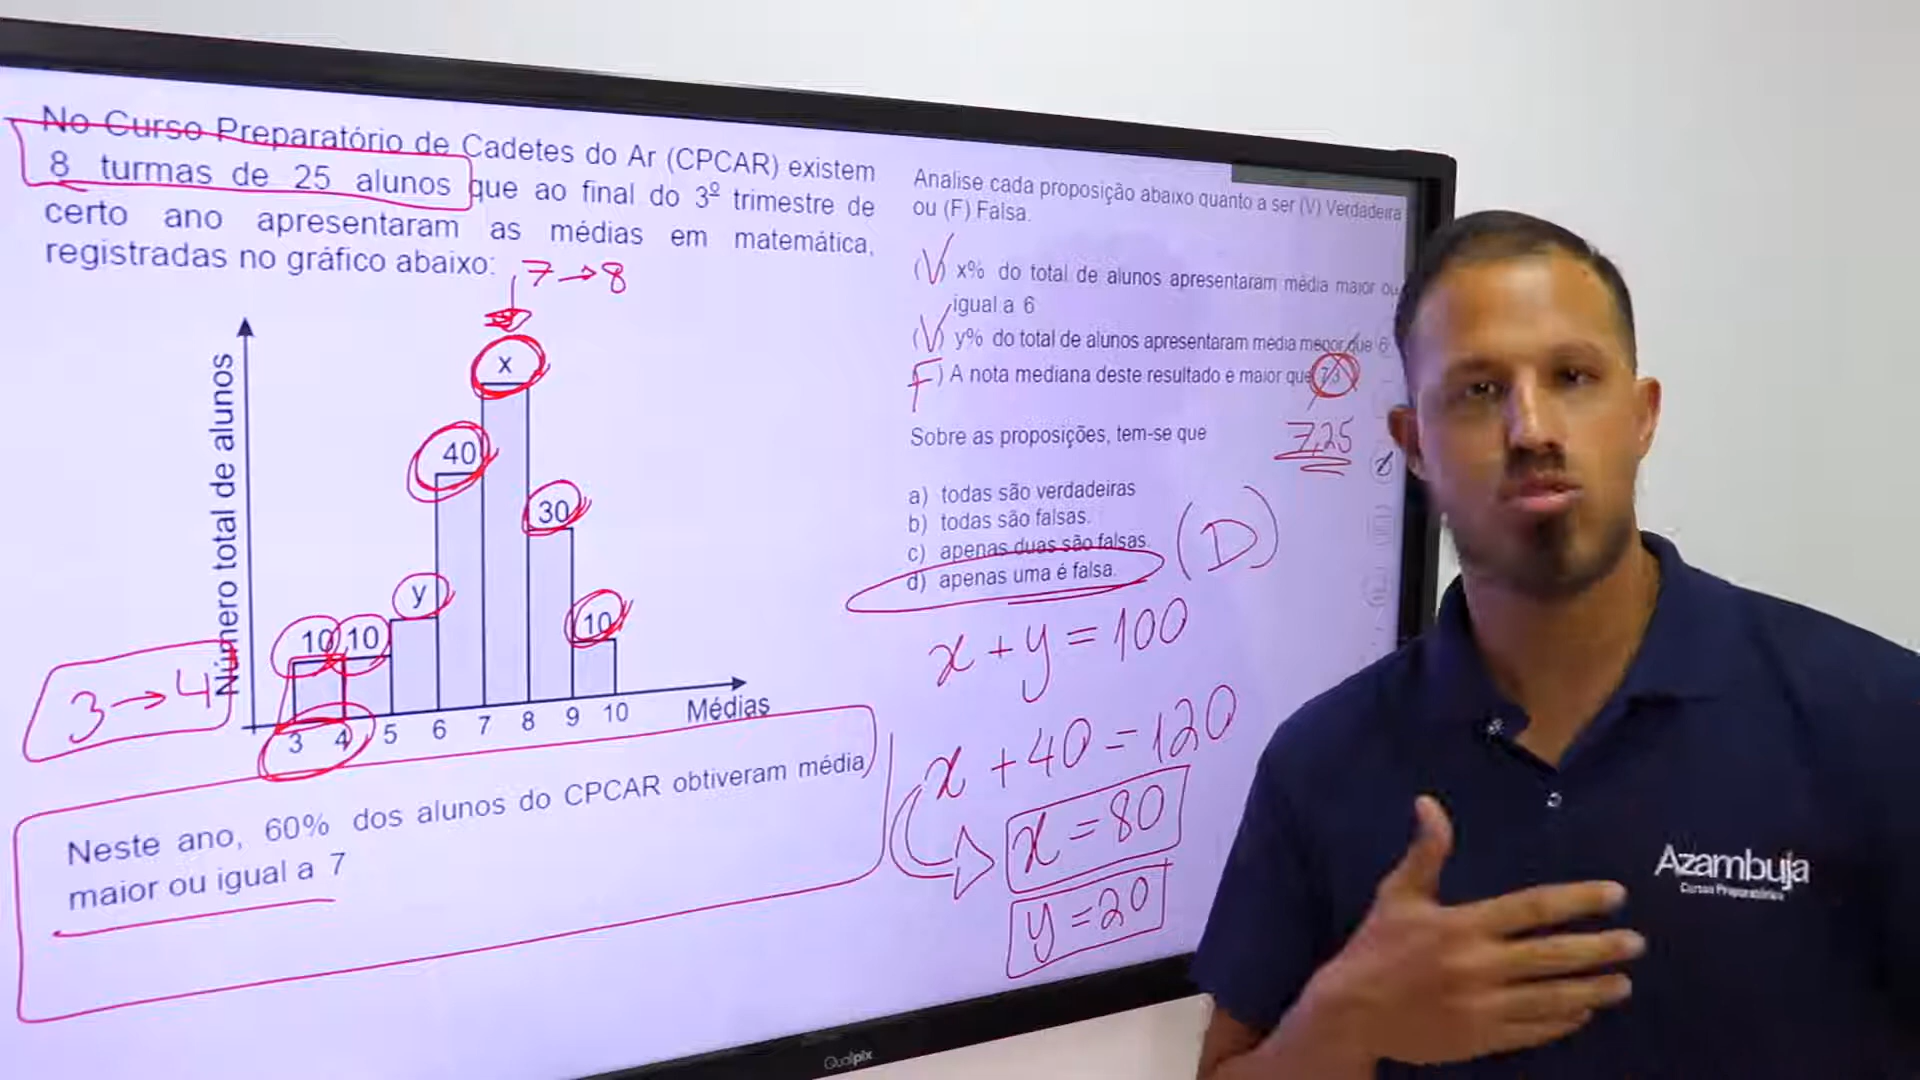 No Curso Preparatório de Cadetes do Ar (CPCAR) existem
8 turmas de 25 alunos que ao final do 3º trimestre de
certo ano apresentaram as médias em matemática,
registradas no gráfico abaixo:
7→8
Número total de alunos
x
40
30
y
10
10
10
3→4
3 4 5 6 7 8 9 10
Médias
Neste ano, 60% dos alunos do CPCAR obtiveram média
maior ou igual a 7
Analise cada proposição abaixo quanto a ser (V) Verdadeira
ou (F) Falsa.
(V) x% do total de alunos apresentaram média maior ou
igual a 6
(V) y% do total de alunos apresentaram média menor que 6
F) A nota mediana deste resultado é maior que 7,3
7,25
Sobre as proposições, tem-se que
a) todas são verdadeiras
b) todas são falsas.
c) apenas duas são falsas.
d) apenas uma é falsa.
(D)
x + y = 100
x + 40 = 120
x = 80
y = 20
Qualpix
Azambuja
Curso Preparatório